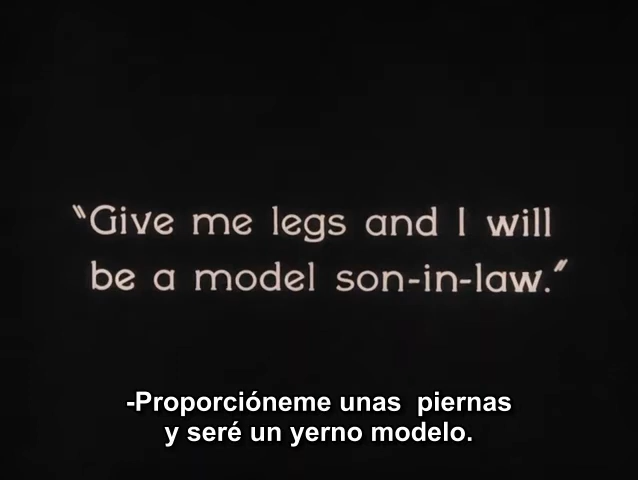 "Give me legs and I will
be a model son-in-law."
-Proporcióneme unas  piernas
y seré un yerno modelo.